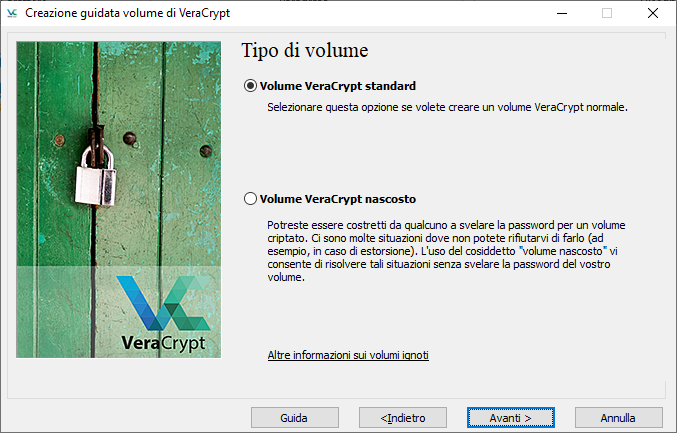 Creazione guidata volume di VeraCrypt
Tipo di volume
Volume VeraCrypt standard
Selezionare questa opzione se volete creare un volume VeraCrypt normale.
Volume VeraCrypt nascosto
Potreste essere costretti da qualcuno a svelare la password per un volume
criptato. Ci sono molte situazioni dove non potete rifiutarvi di farlo (ad
esempio, in caso di estorsione). L'uso del cosiddetto "volume nascosto" vi
consente di risolvere tali situazioni senza svelare la password del vostro
volume.
VeraCrypt
Altre informazioni sui volumi ignoti
Guida
<Indietro
Avanti >
Annulla